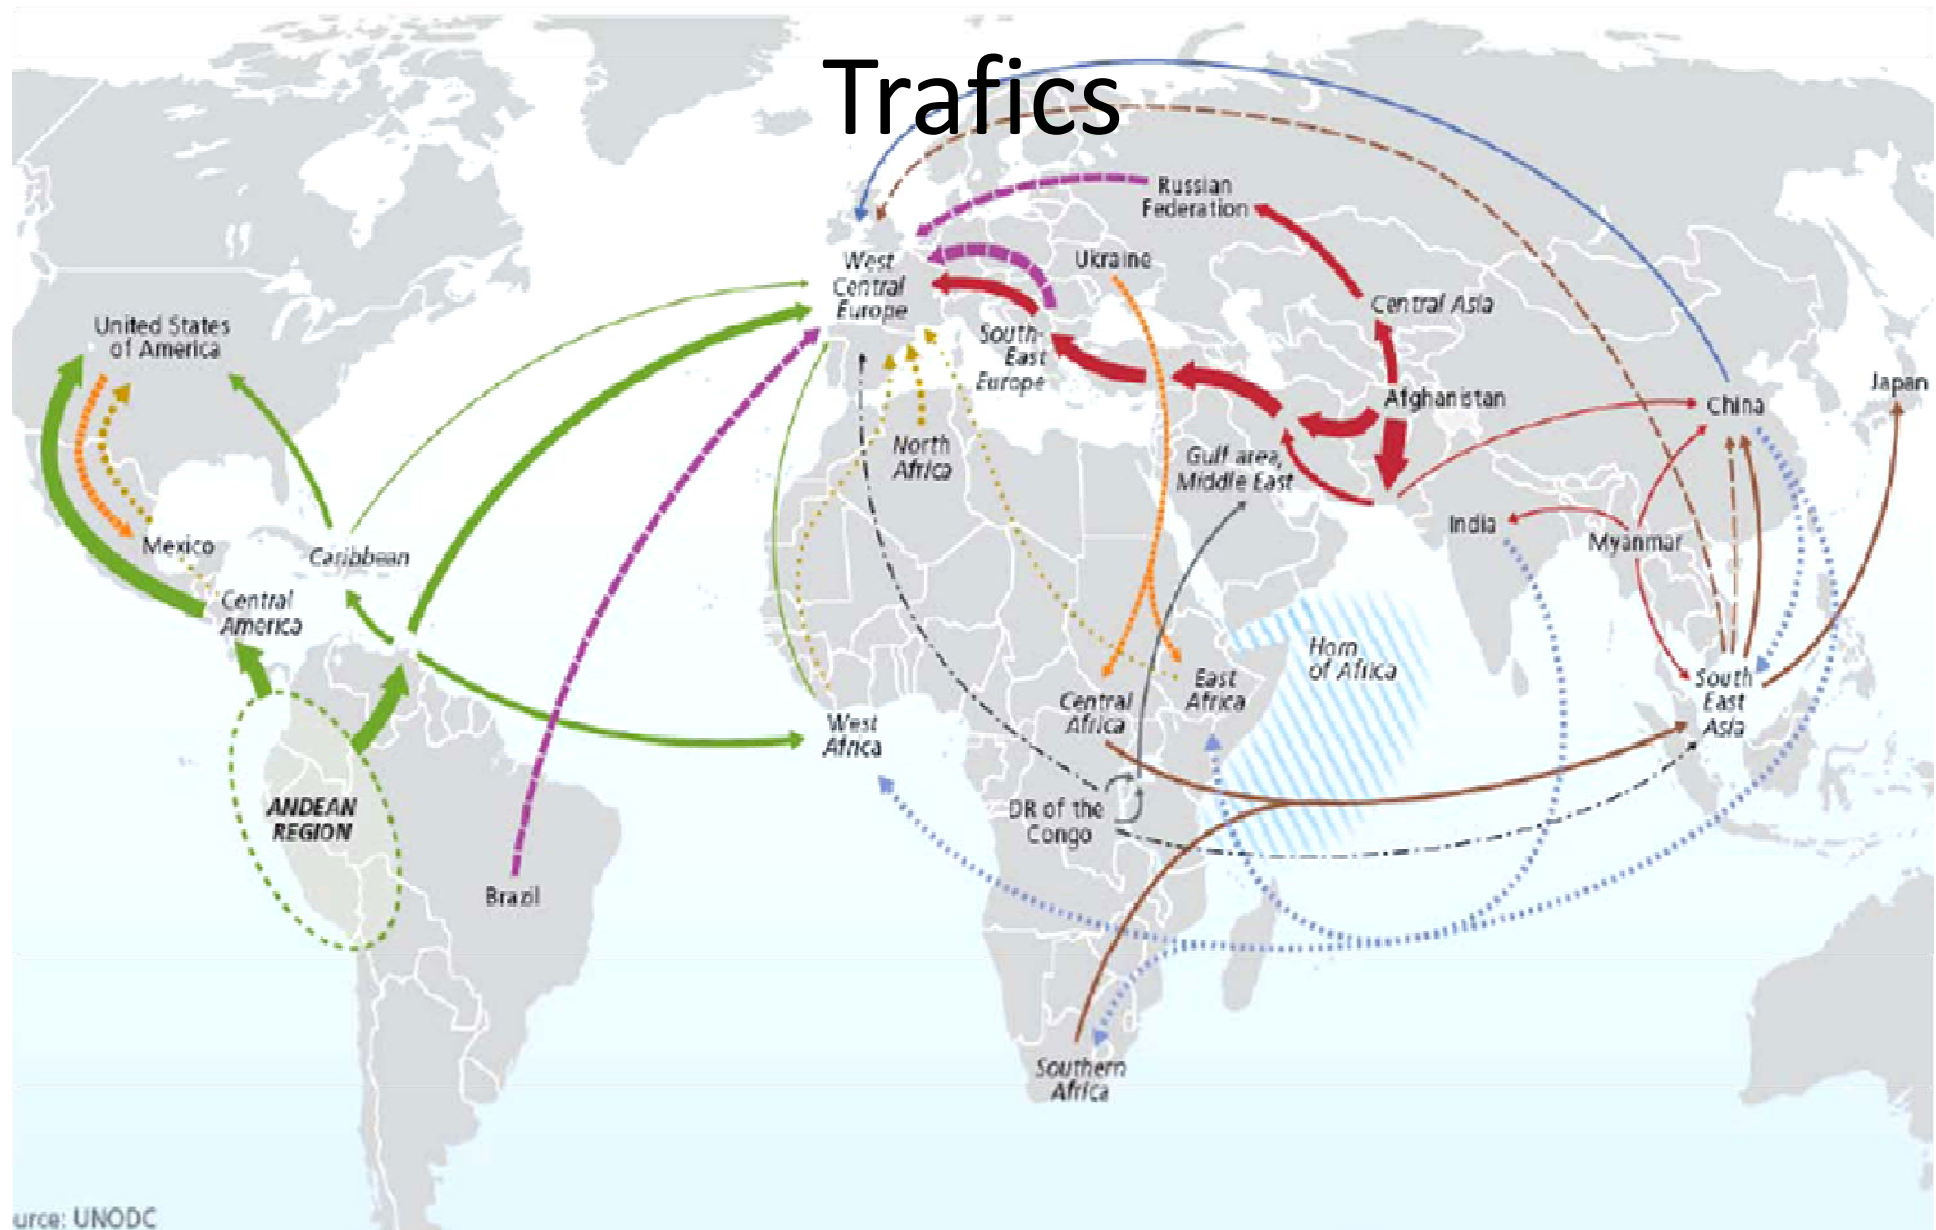 Trafics
Russian
Federation
West
Central
Europe
Ukraine
Central Asia
United States
of America
South-
East
Europe
Afghanistan
Japan
China
North
Africa
Gulf area,
Middle East
India
Myanmar
Mexico
Caribbean
Central
America
Horn
of Africa
East
Africa
Central
Africa
South
East
Asia
West
Africa
ANDEAN
REGION
DR of the
Congo
Brazil
Southern
Africa
urce: UNODC